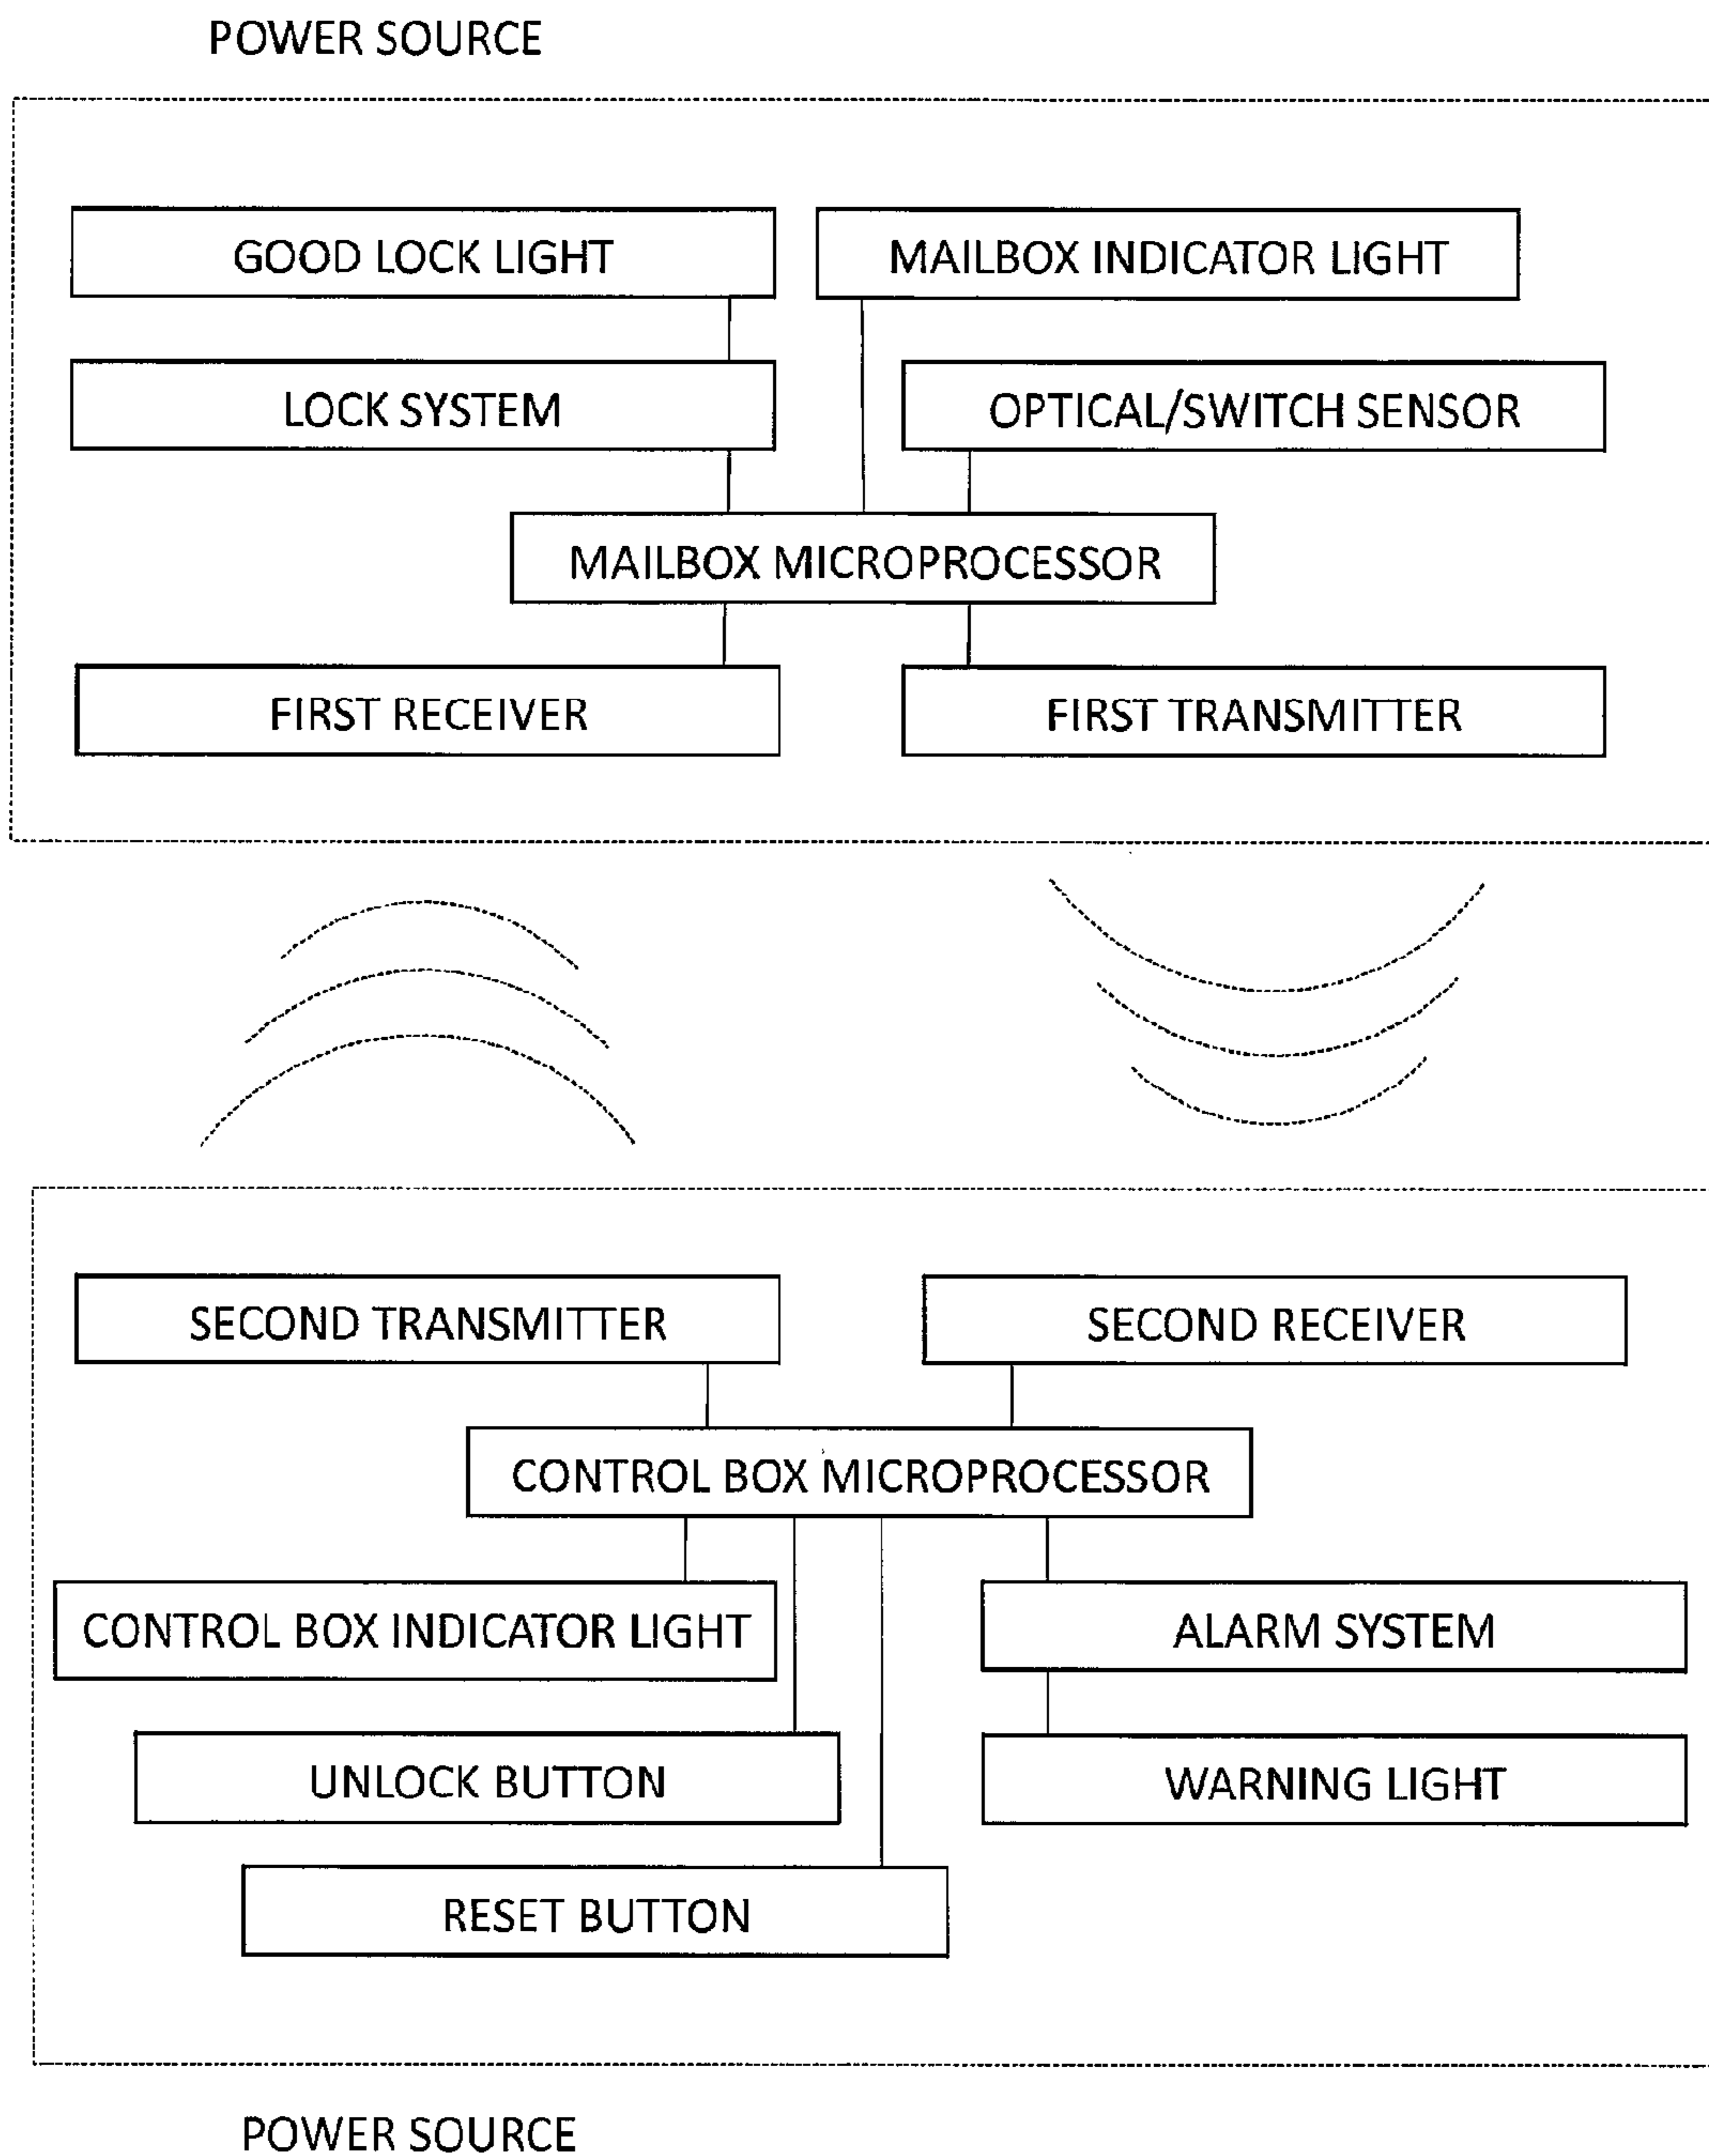 POWER SOURCE
GOOD LOCK LIGHT
MAILBOX INDICATOR LIGHT
LOCK SYSTEM
OPTICAL/SWITCH SENSOR
MAILBOX MICROPROCESSOR
FIRST RECEIVER
FIRST TRANSMITTER
SECOND TRANSMITTER
SECOND RECEIVER
CONTROL BOX MICROPROCESSOR
CONTROL BOX INDICATOR LIGHT
ALARM SYSTEM
UNLOCK BUTTON
WARNING LIGHT
RESET BUTTON
POWER SOURCE